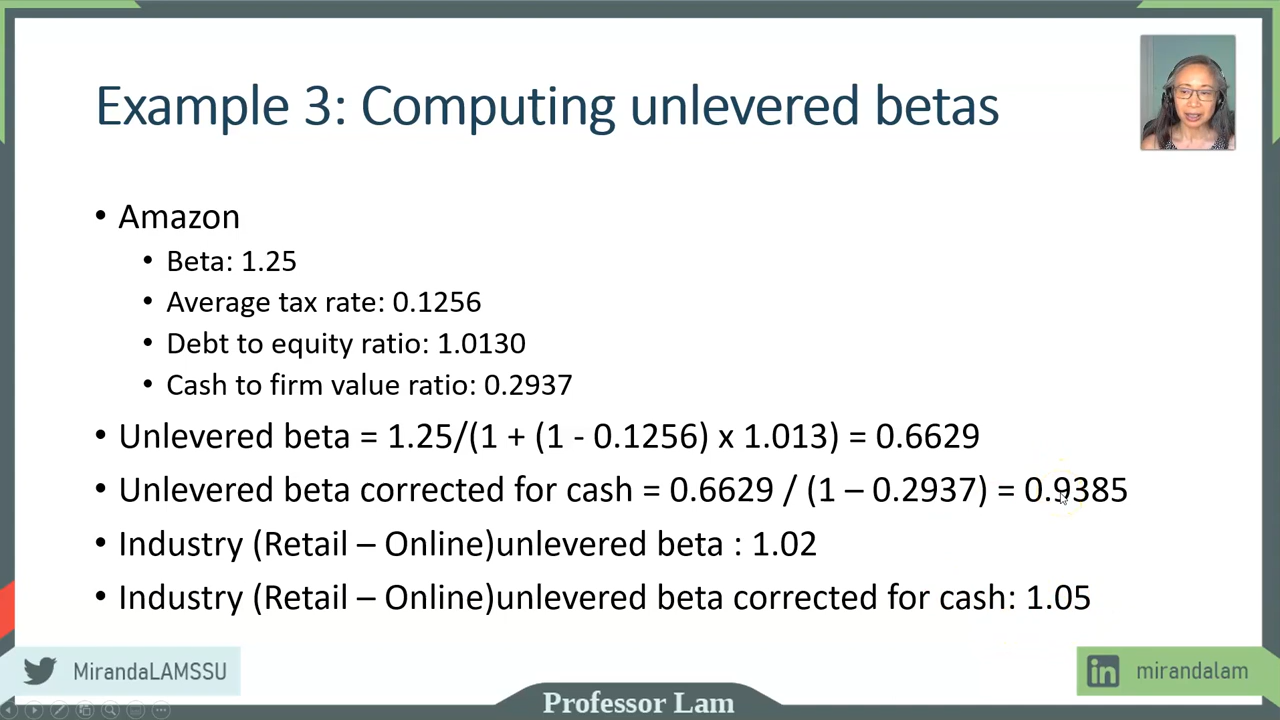 Example 3: Computing unlevered betas
• Amazon
• Beta: 1.25
• Average tax rate: 0.1256
• Debt to equity ratio: 1.0130
• Cash to firm value ratio: 0.2937
• Unlevered beta = 1.25/(1 + (1 - 0.1256) x 1.013) = 0.6629
• Unlevered beta corrected for cash = 0.6629 / (1 – 0.2937) = 0.9385
• Industry (Retail – Online)unlevered beta : 1.02
• Industry (Retail – Online)unlevered beta corrected for cash: 1.05
MirandaLAMSSU
Professor Lam
in mirandalam